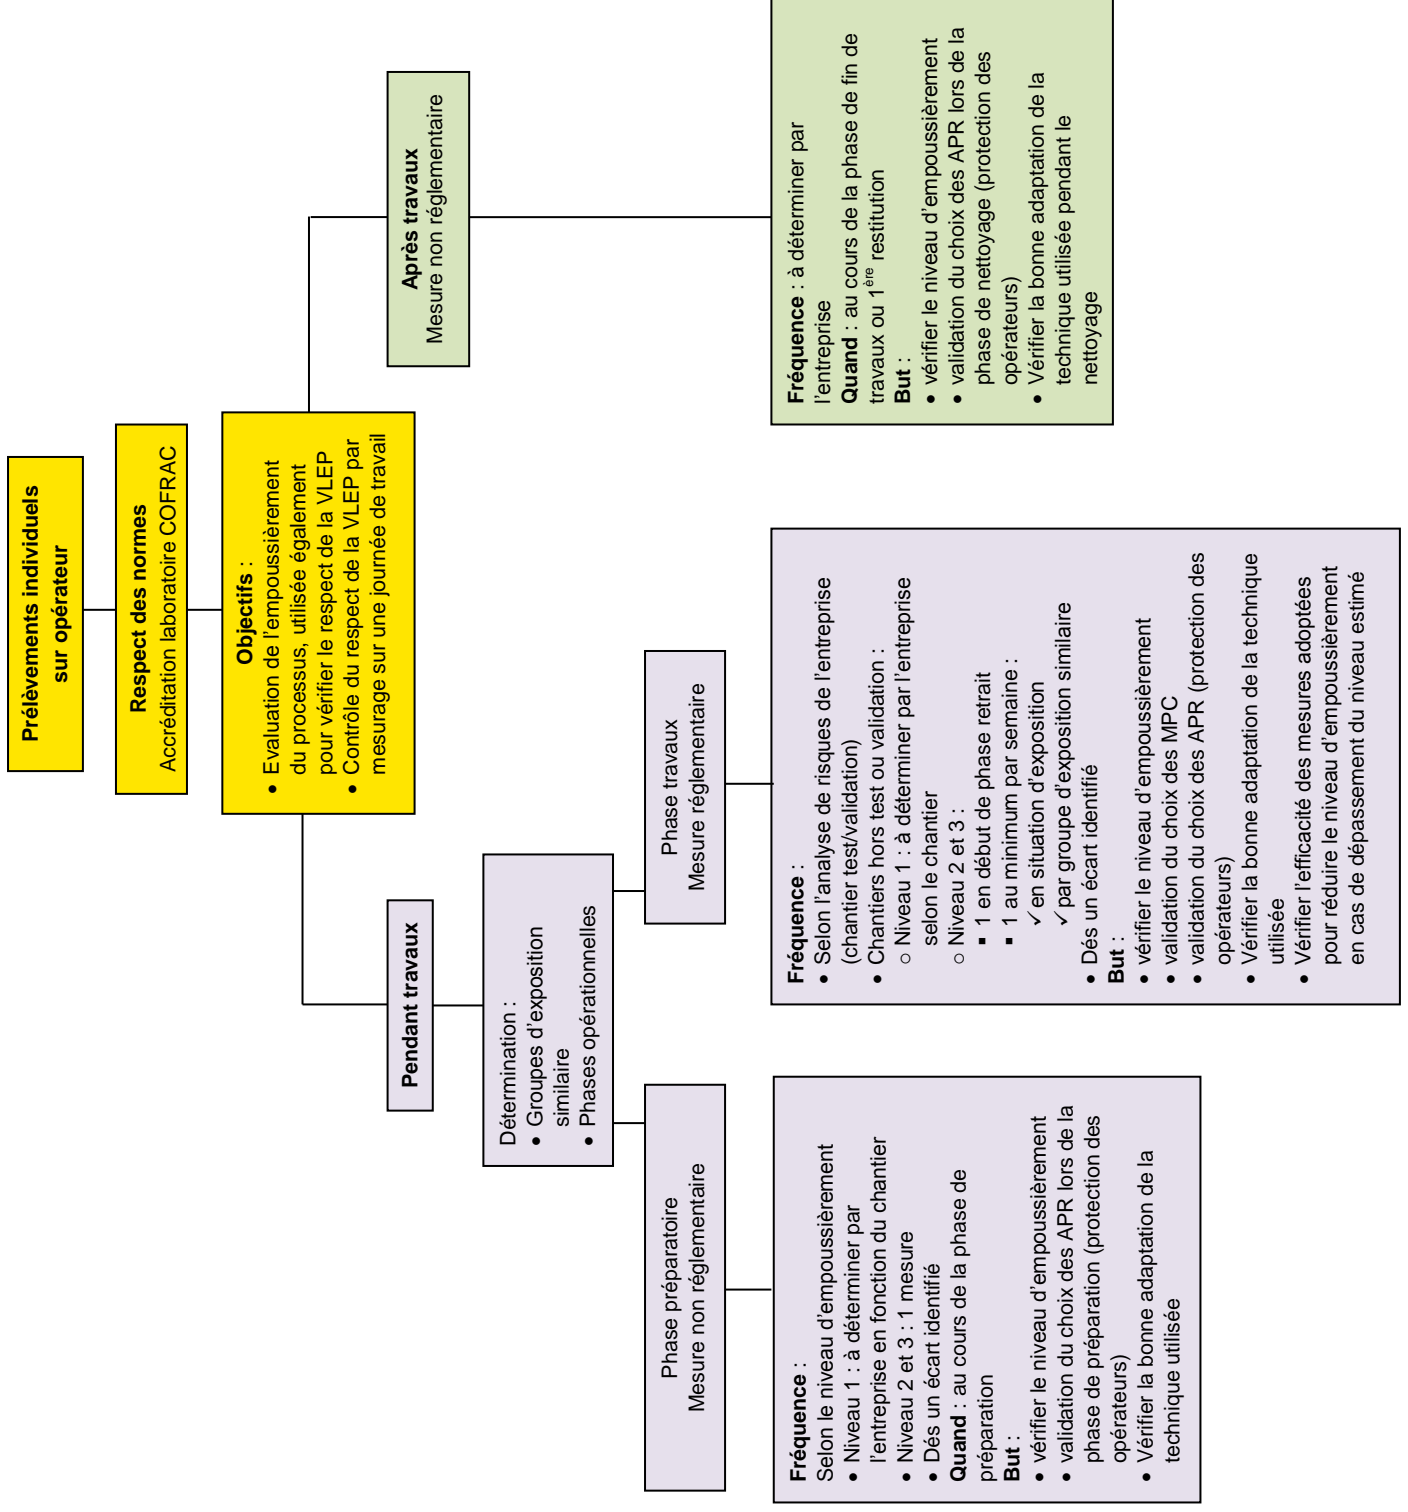 Prélèvements individuels
sur opérateur
Respect des normes
Accréditation laboratoire COFRAC
Objectifs :
• Evaluation de l'empoussièrement
du processus, utilisée également
pour vérifier le respect de la VLEP
• Contrôle du respect de la VLEP par
mesurage sur une journée de travail
Pendant travaux
Détermination :
• Groupes d'exposition
similaire
• Phases opérationnelles
Phase préparatoire
Mesure non réglementaire
Fréquence :
Selon le niveau d'empoussièrement
• Niveau 1 : à déterminer par
l'entreprise en fonction du chantier
• Niveau 2 et 3 : 1 mesure
• Dés un écart identifié
Quand : au cours de la phase de
préparation
But :
• vérifier le niveau d'empoussièrement
• validation du choix des APR lors de la
phase de préparation (protection des
opérateurs)
• Vérifier la bonne adaptation de la
technique utilisée
Phase travaux
Mesure réglementaire
Fréquence :
• Selon l'analyse de risques de l'entreprise
(chantier test/validation)
• Chantiers hors test ou validation :
○ Niveau 1 : à déterminer par l'entreprise
selon le chantier
○ Niveau 2 et 3 :
▪ 1 en début de phase retrait
▪ 1 au minimum par semaine :
✓ en situation d'exposition
✓ par groupe d'exposition similaire
• Dés un écart identifié
But :
• vérifier le niveau d'empoussièrement
• validation du choix des MPC
• validation du choix des APR (protection des
opérateurs)
• Vérifier la bonne adaptation de la technique
utilisée
• Vérifier l'efficacité des mesures adoptées
pour réduire le niveau d'empoussièrement
en cas de dépassement du niveau estimé
Après travaux
Mesure non réglementaire
Fréquence : à déterminer par
l'entreprise
Quand : au cours de la phase de fin de
travaux ou 1ère restitution
But :
• vérifier le niveau d'empoussièrement
• validation du choix des APR lors de la
phase de nettoyage (protection des
opérateurs)
• Vérifier la bonne adaptation de la
technique utilisée pendant le
nettoyage